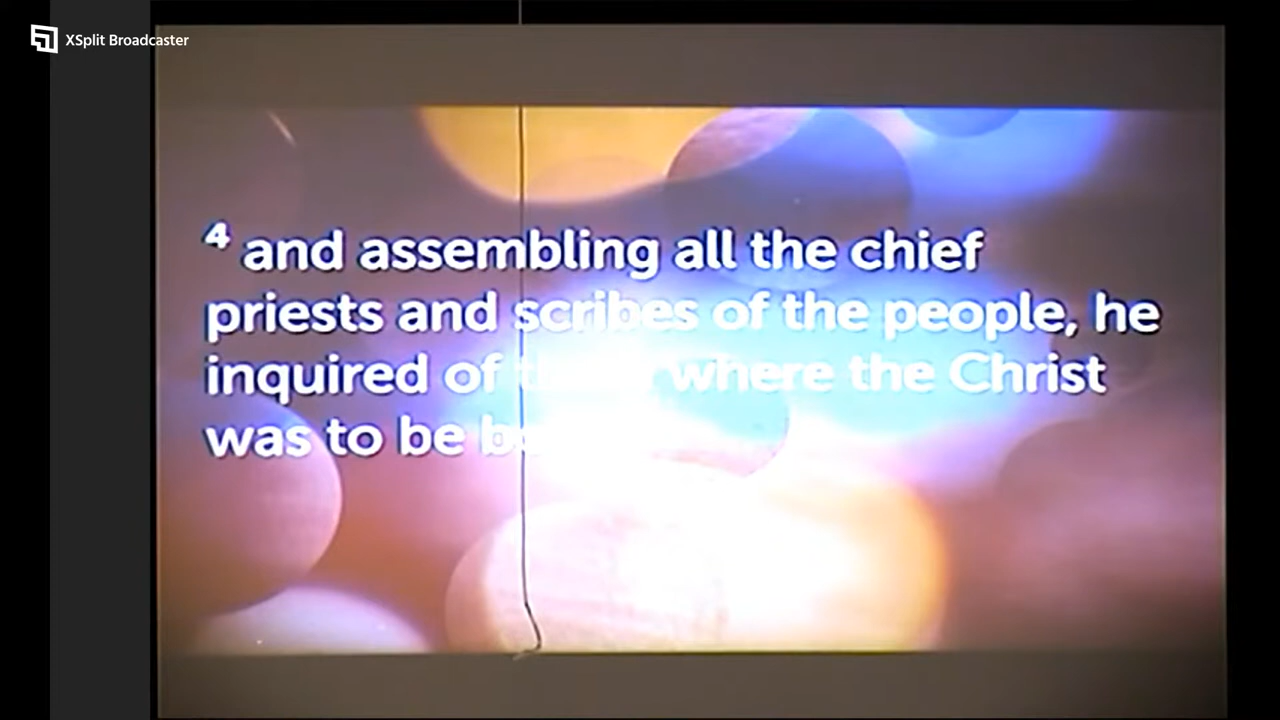 XSplit Broadcaster
4 and assembling all the chief
priests and scribes of the people, he
inquired of where the Christ
was to be